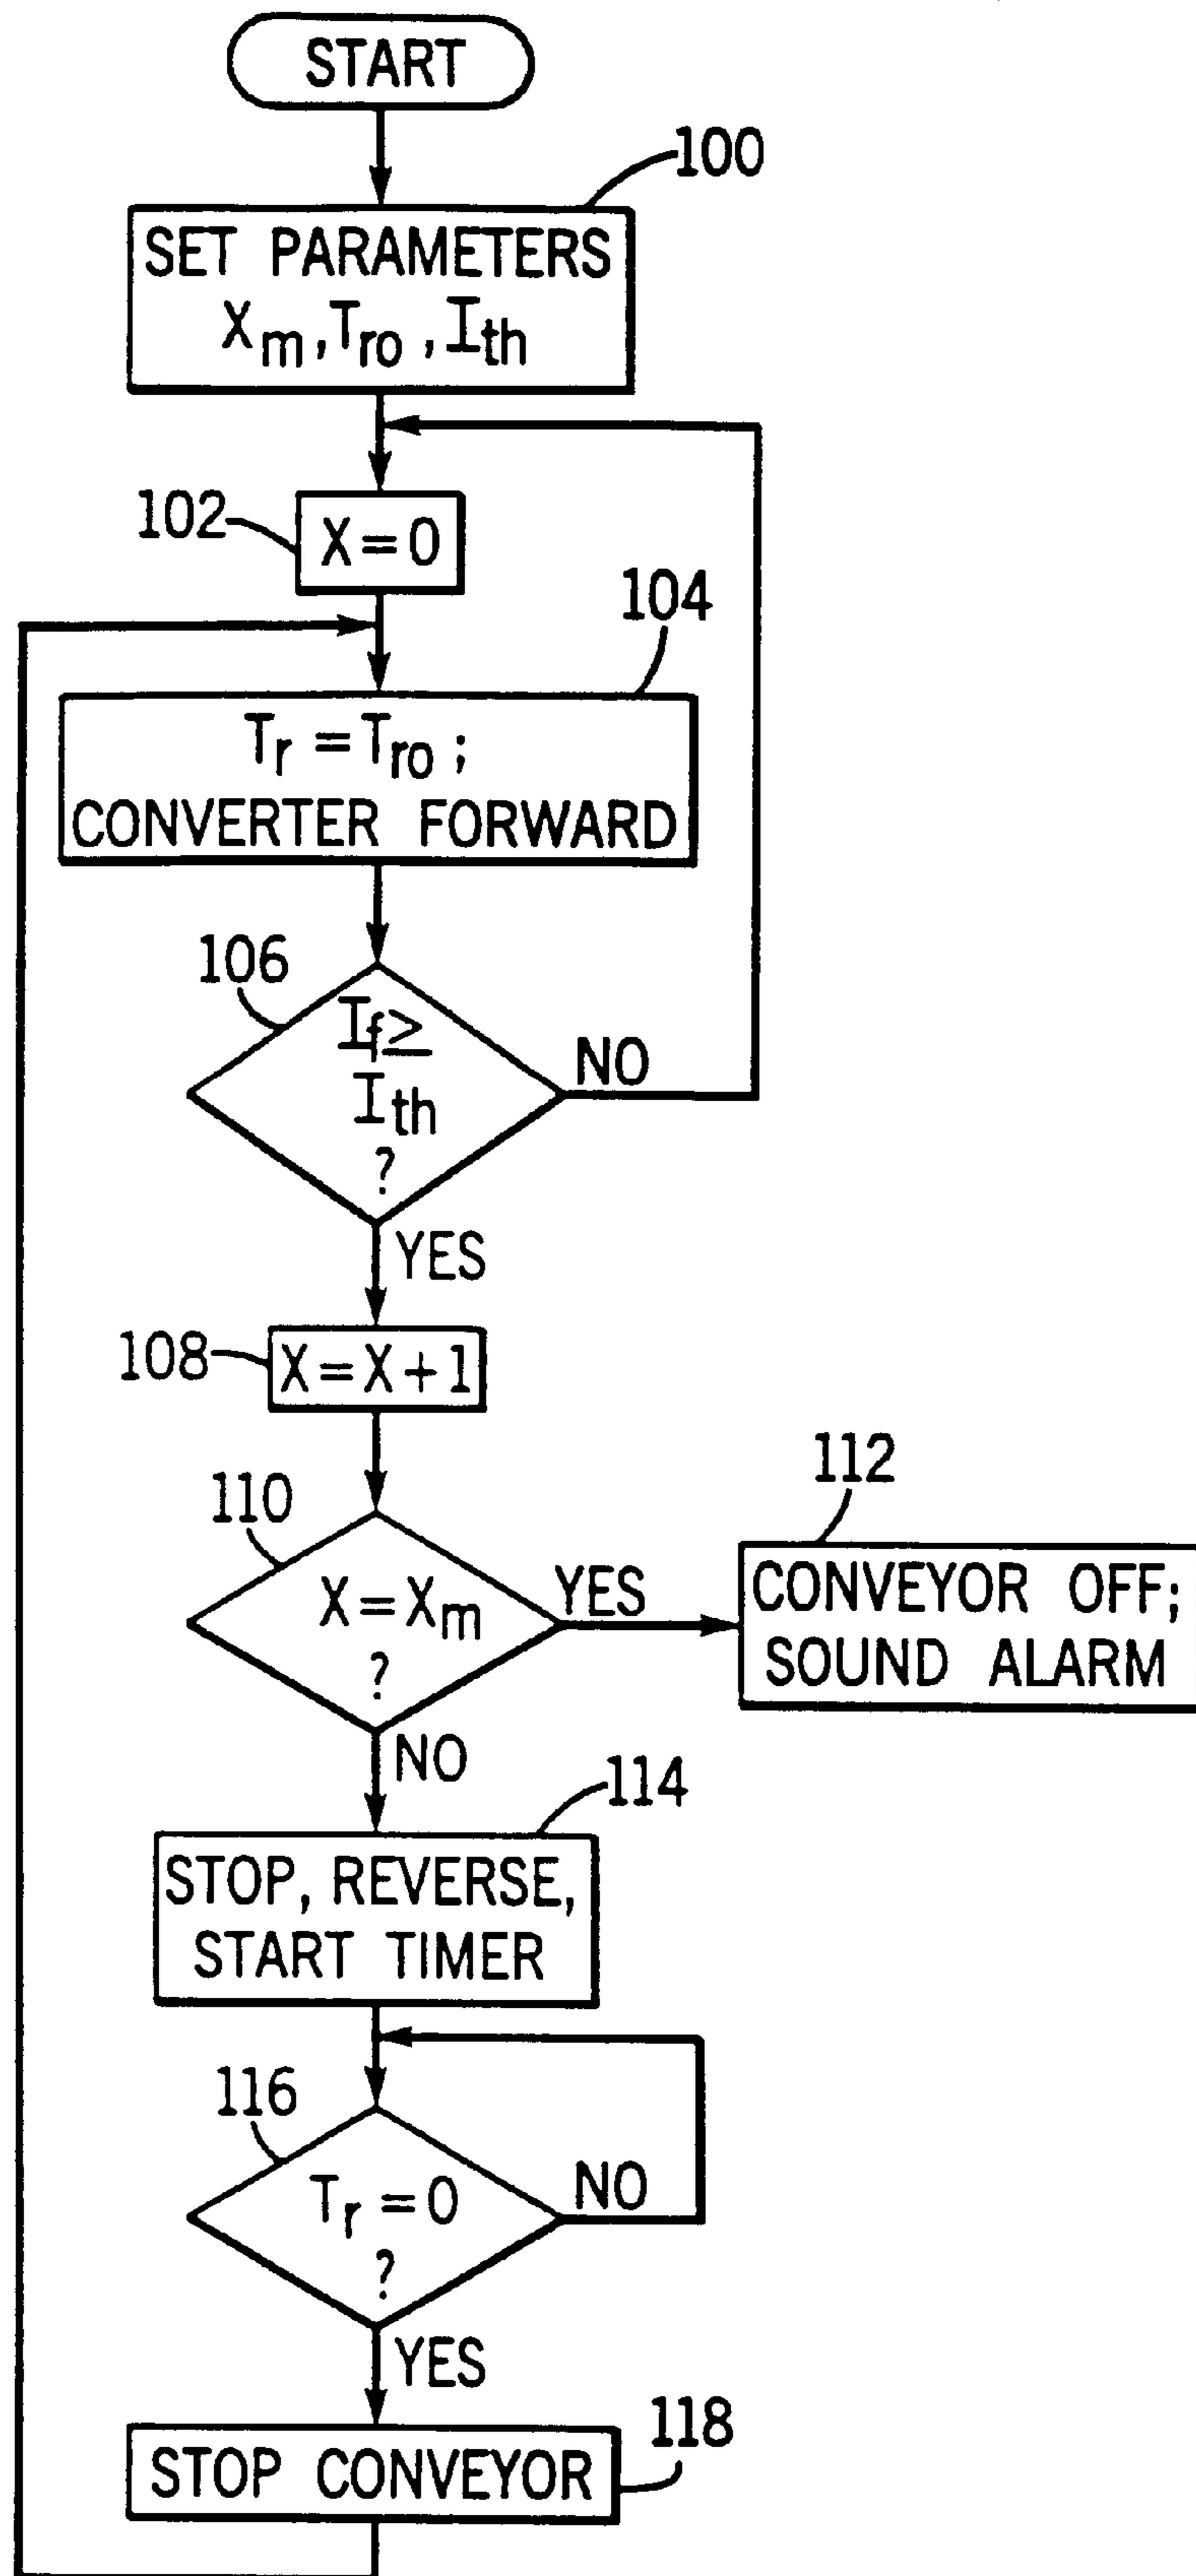 START
100
SET PARAMETERS
Xm, Tro, Ith
102
X = 0
104
Tr = Tro ;
CONVERTER FORWARD
106
If ≥
Ith
?
NO
YES
108
X = X + 1
110
X = Xm
?
YES
112
CONVEYOR OFF;
SOUND ALARM
NO
114
STOP, REVERSE,
START TIMER
116
Tr = 0
?
NO
YES
118
STOP CONVEYOR